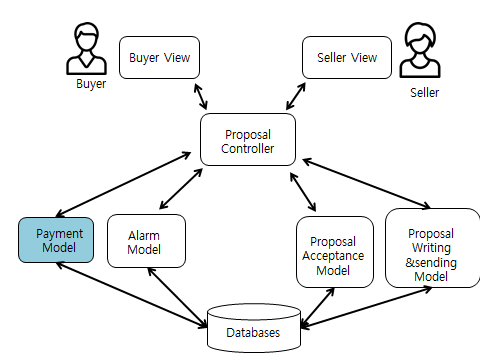 Buyer View
Seller View
Buyer
Seller
Proposal
Controller
Payment
Model
Alarm
Model
Proposal
Acceptance
Model
Proposal
Writing
&sending
Model
Databases